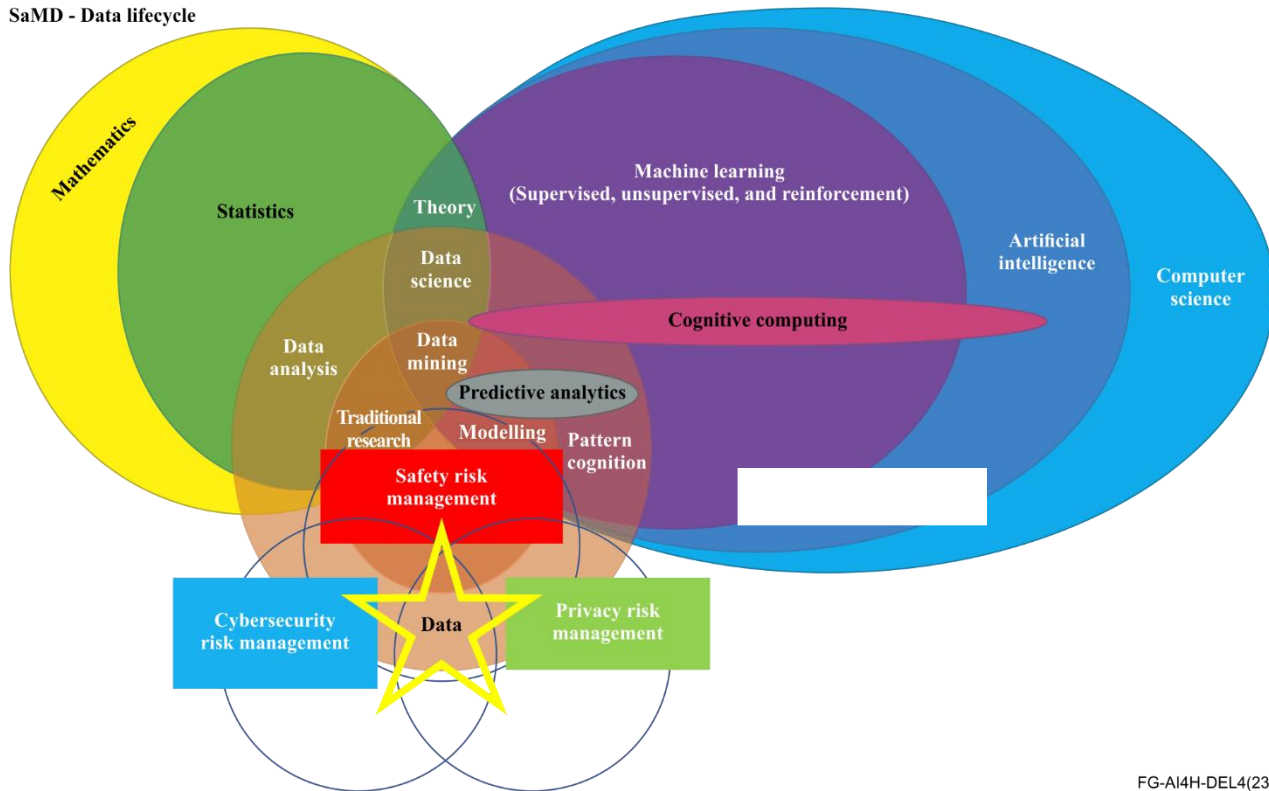 SaMD - Data lifecycle
Mathematics
Statistics
Theory
Machine learning
(Supervised, unsupervised, and reinforcement)
Artificial
intelligence
Computer
science
Data
science
Cognitive computing
Data
analysis
Data
mining
Predictive analytics
Traditional
research
Modelling
Pattern
cognition
Safety risk
management
Cybersecurity
risk management
Data
Privacy risk
management
FG-AI4H-DEL4(23